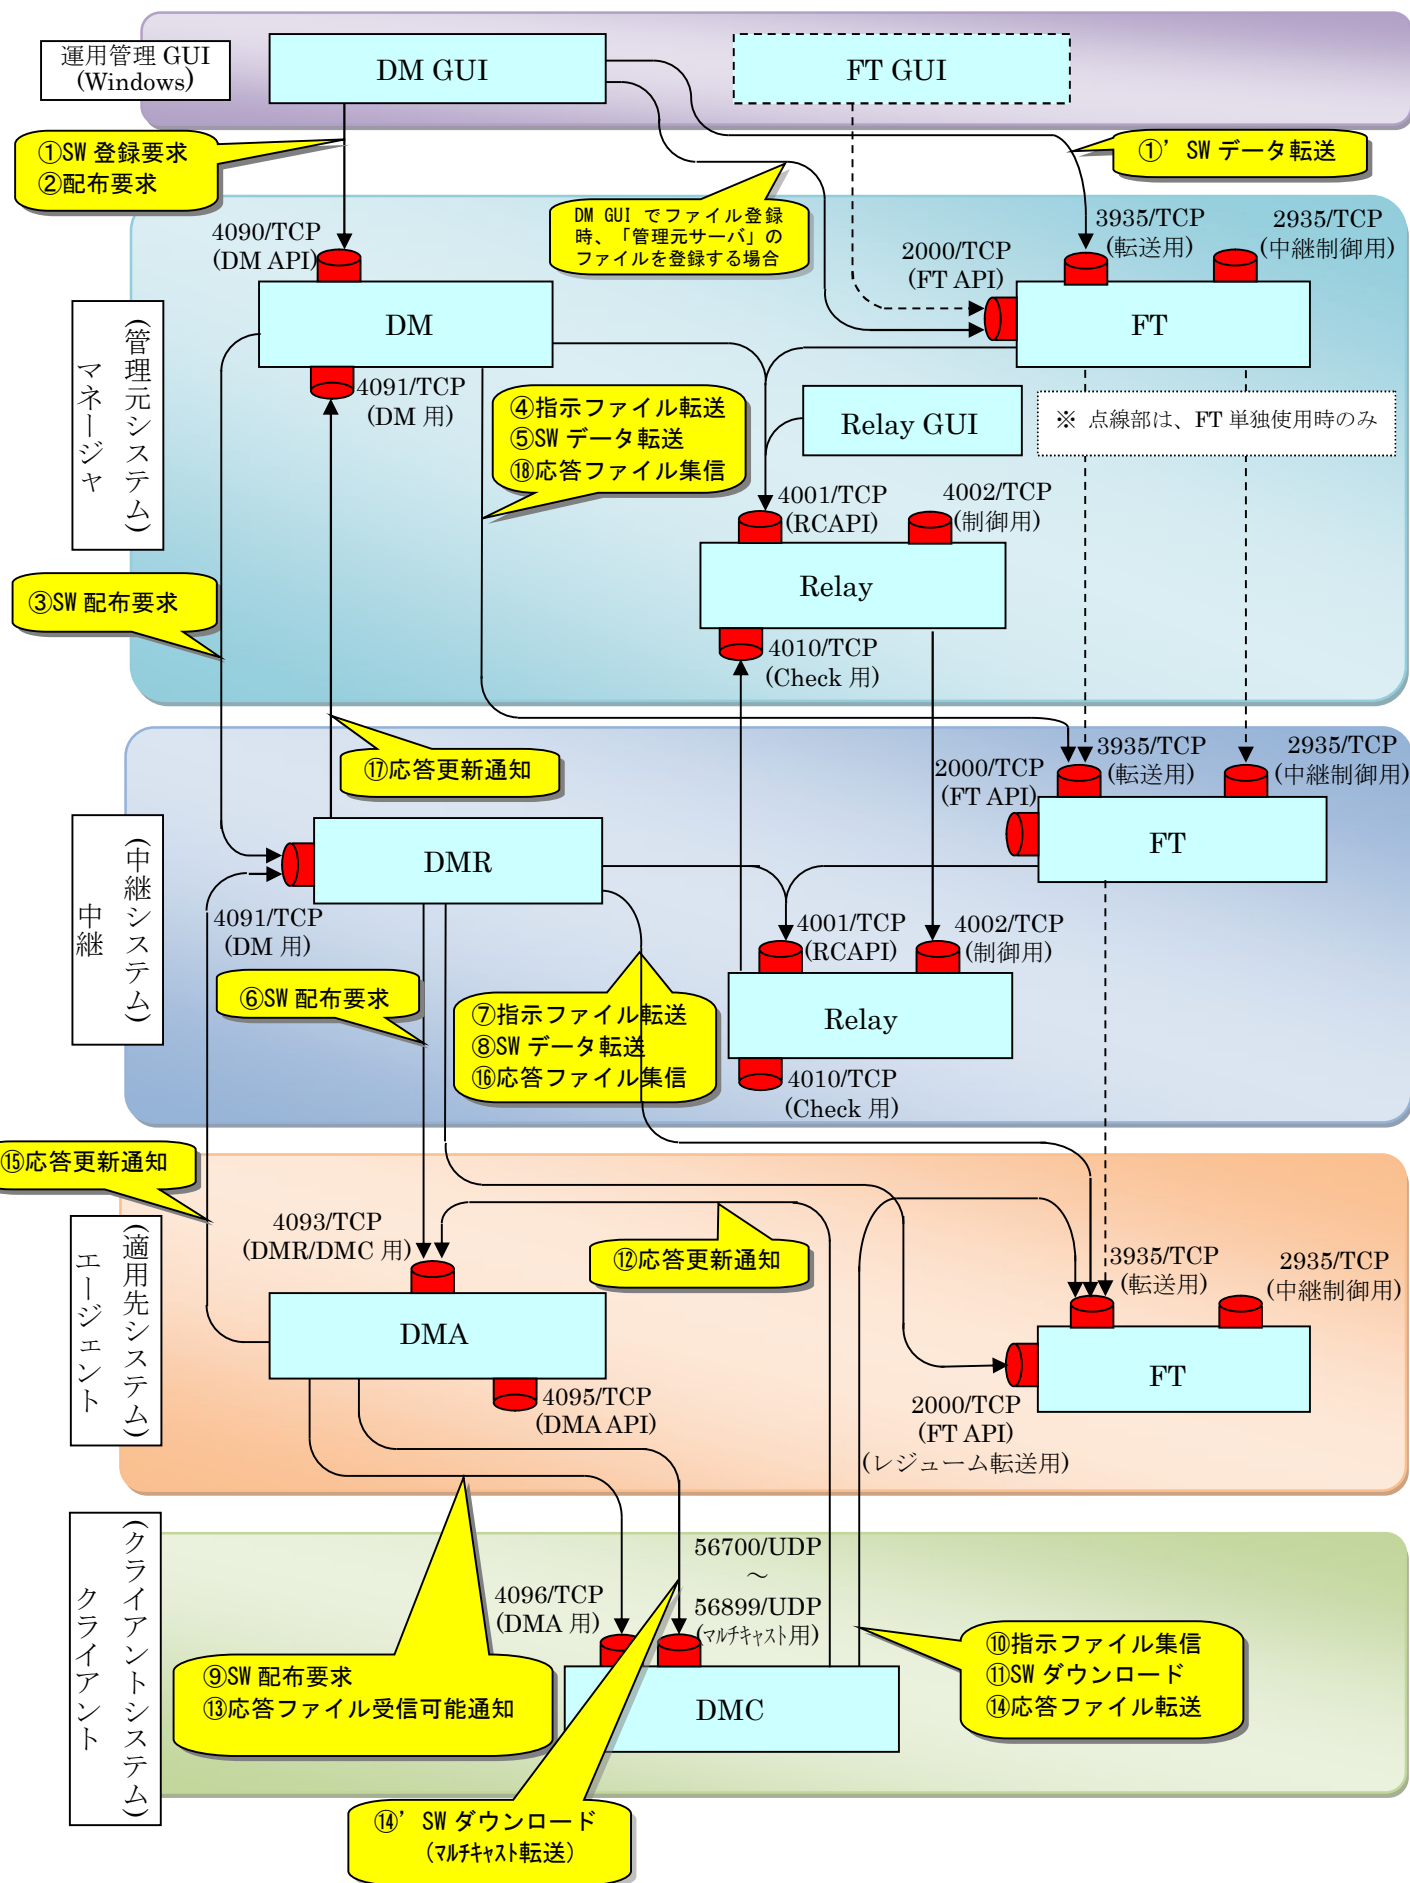 運用管理 GUI
(Windows)
DM GUI
FT GUI
①SW 登録要求
②配布要求
①’ SW データ転送
DM GUI でファイル登録
時、「管理元サーバ」の
ファイルを登録する場合
4090/TCP
(DM API)
2000/TCP
(FT API)
3935/TCP
(転送用)
2935/TCP
(中継制御用)
マネージャ
(管理元システム)
DM
FT
4091/TCP
(DM 用)
④指示ファイル転送
⑤SW データ転送
⑱応答ファイル集信
Relay GUI
※ 点線部は、FT 単独使用時のみ
4001/TCP
(RCAPI)
4002/TCP
(制御用)
Relay
③SW 配布要求
4010/TCP
(Check 用)
⑰応答更新通知
2000/TCP
(FT API)
3935/TCP
(転送用)
2935/TCP
(中継制御用)
中継
(中継システム)
DMR
FT
4091/TCP
(DM 用)
4001/TCP
(RCAPI)
4002/TCP
(制御用)
⑥SW 配布要求
⑦指示ファイル転送
⑧SW データ転送
⑯応答ファイル集信
Relay
4010/TCP
(Check 用)
⑮応答更新通知
4093/TCP
(DMR/DMC 用)
⑫応答更新通知
3935/TCP
(転送用)
2935/TCP
(中継制御用)
エージェント
(適用先システム)
DMA
FT
4095/TCP
(DMA API)
2000/TCP
(FT API)
(レジューム転送用)
クライアント
(クライアントシステム)
56700/UDP
～
56899/UDP
(マルチキャスト用)
4096/TCP
(DMA 用)
⑨SW 配布要求
⑬応答ファイル受信可能通知
DMC
⑩指示ファイル集信
⑪SW ダウンロード
⑭応答ファイル転送
⑭’ SW ダウンロード
(マルチキャスト転送)